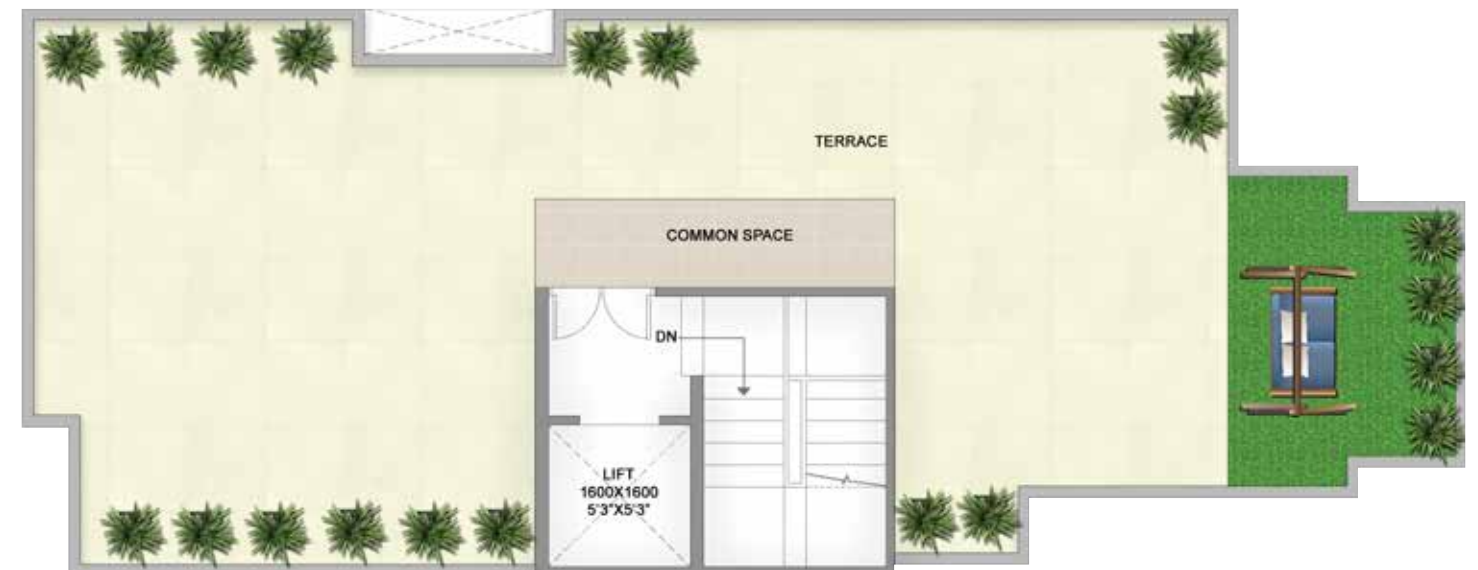 TERRACE
COMMON SPACE
DN
LIFT
1600X1600
5'3"X5'3"